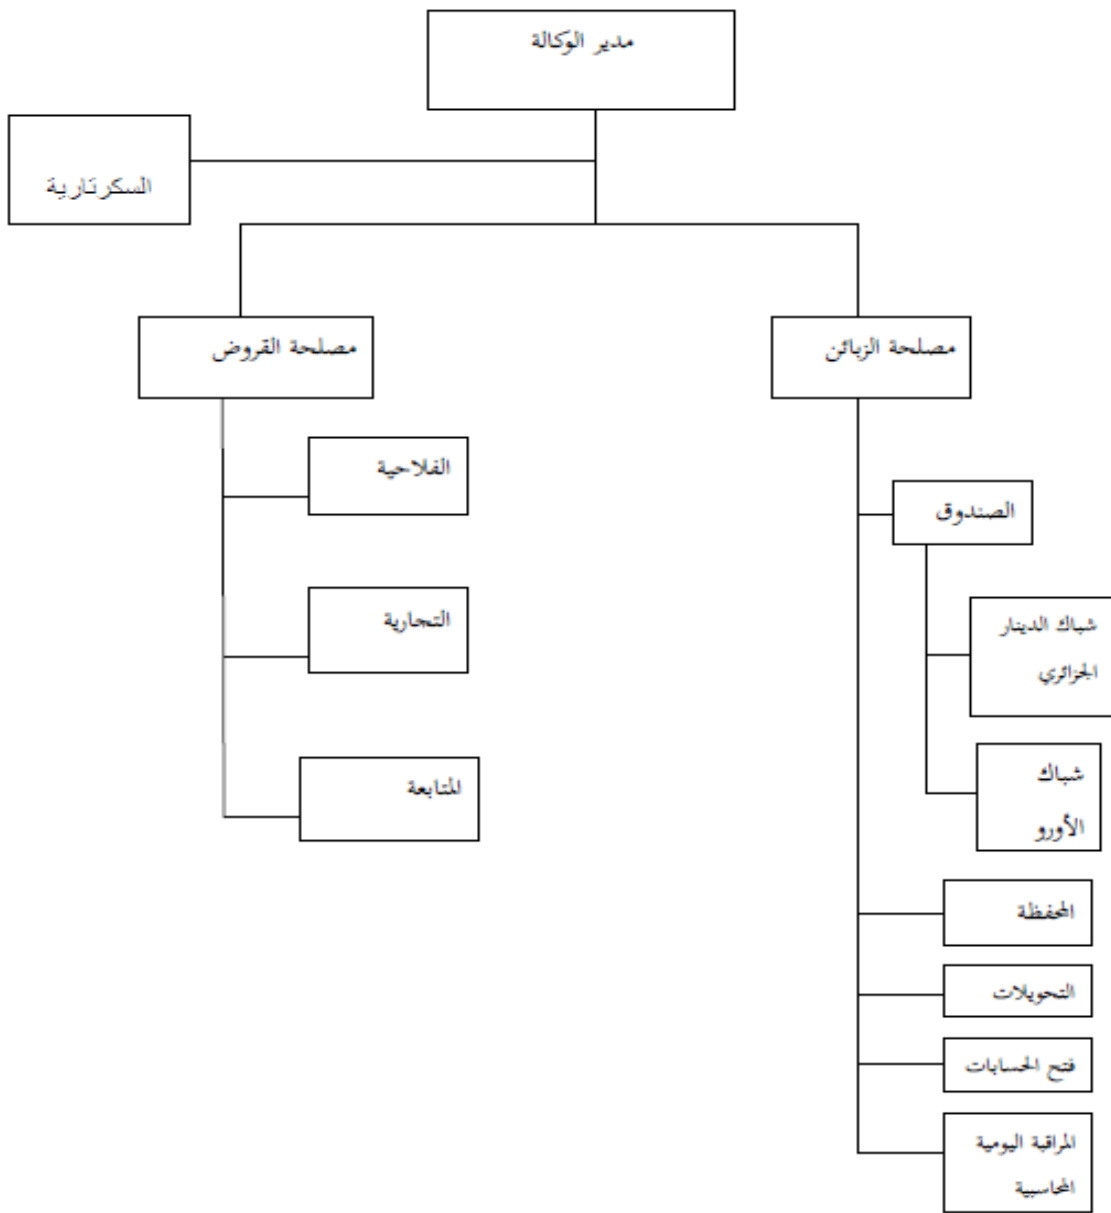 مدير الوكالة
السكرتارية
مصلحة الزبائن
مصلحة القروض
الصندوق
شباك الدينار
الجزائري
شباك
الأورو
المحفظة
التحويلات
فتح الحسابات
المراقبة اليومية
المحاسبية
الفلاحية
التجارية
المتابعة